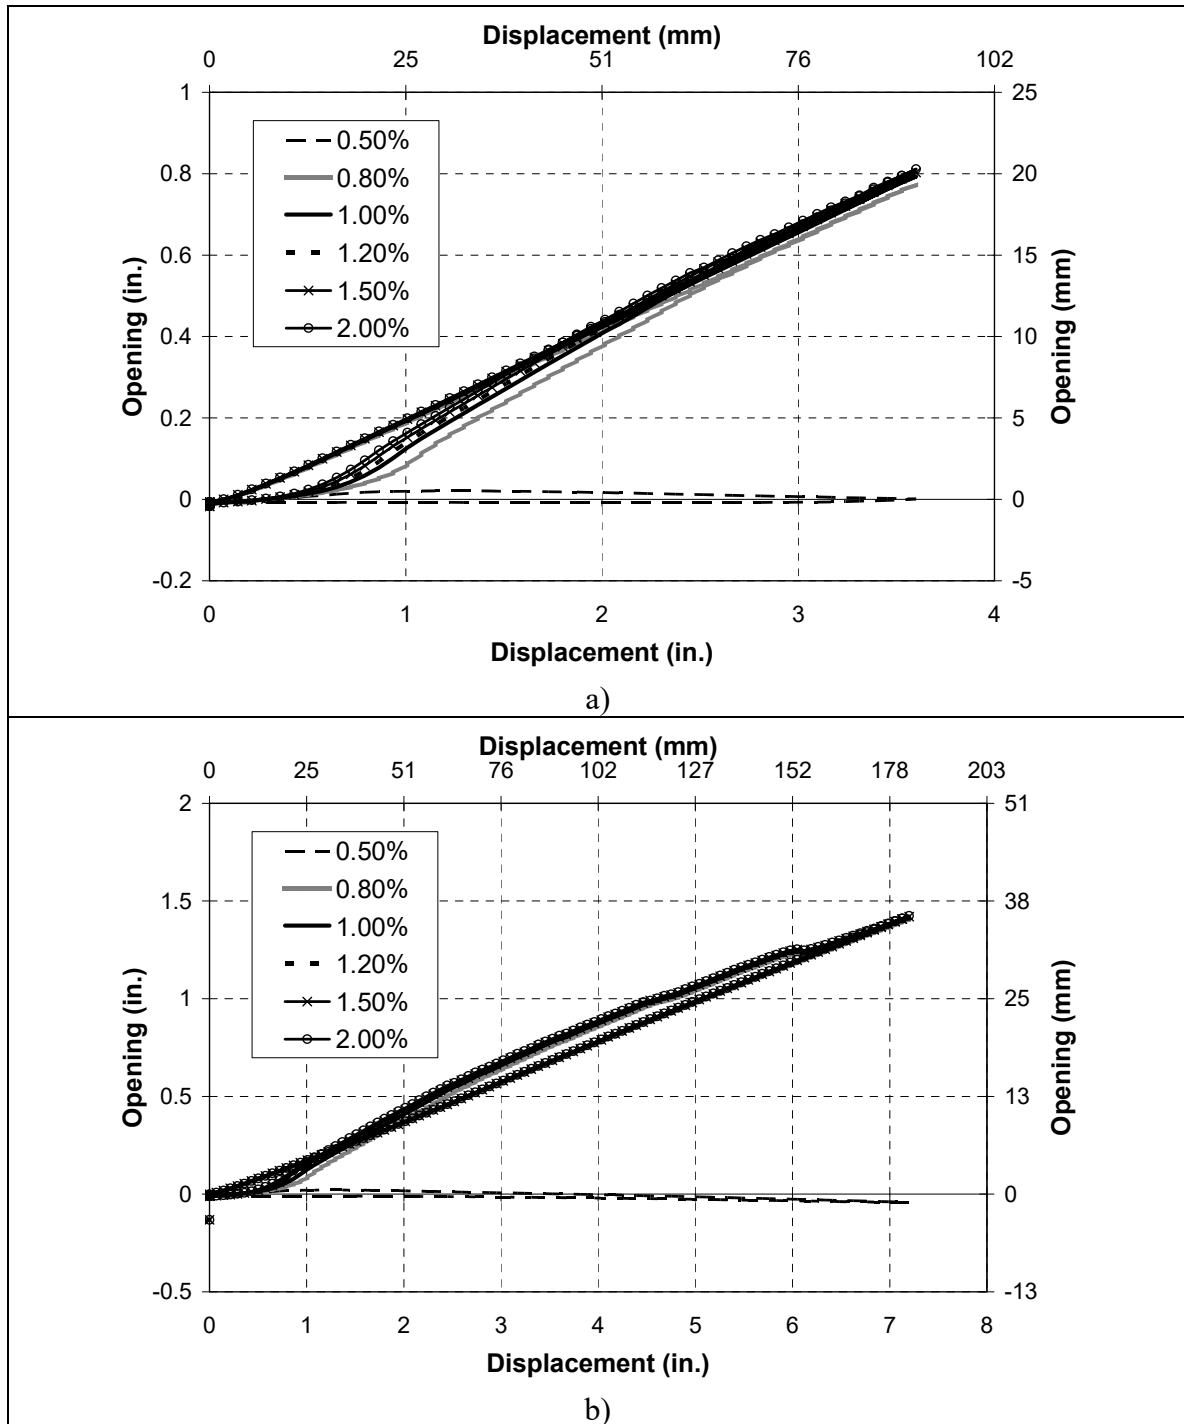 Displacement (mm)
0 25 51 76 102
1 25
0.50%
0.8 20
0.80%
1.00%
0.6 15
1.20%
1.50%
0.4 10
2.00%
Opening (in.)
Opening (mm)
0.2 5
0 0
-0.2 -5
0 1 2 3 4
Displacement (in.)
a)
Displacement (mm)
0 25 51 76 102 127 152 178 203
2 51
0.50%
0.80%
1.5 38
1.00%
1.20%
1 25
1.50%
2.00%
Opening (in.)
Opening (mm)
0.5 13
0 0
-0.5 -13
0 1 2 3 4 5 6 7 8
Displacement (in.)
b)